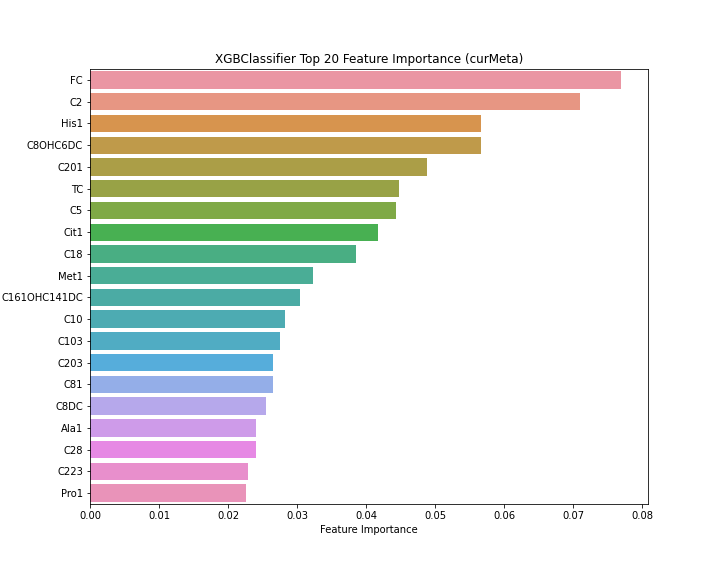 XGBClassifier Top 20 Feature Importance (curMeta)
FC
C2
His1
C8OHC6DC
C201
TC
C5
Cit1
C18
Met1
C161OHC141DC
C10
C103
C203
C81
C8DC
Ala1
C28
C223
Pro1
0.00 0.01 0.02 0.03 0.04 0.05 0.06 0.07 0.08
Feature Importance